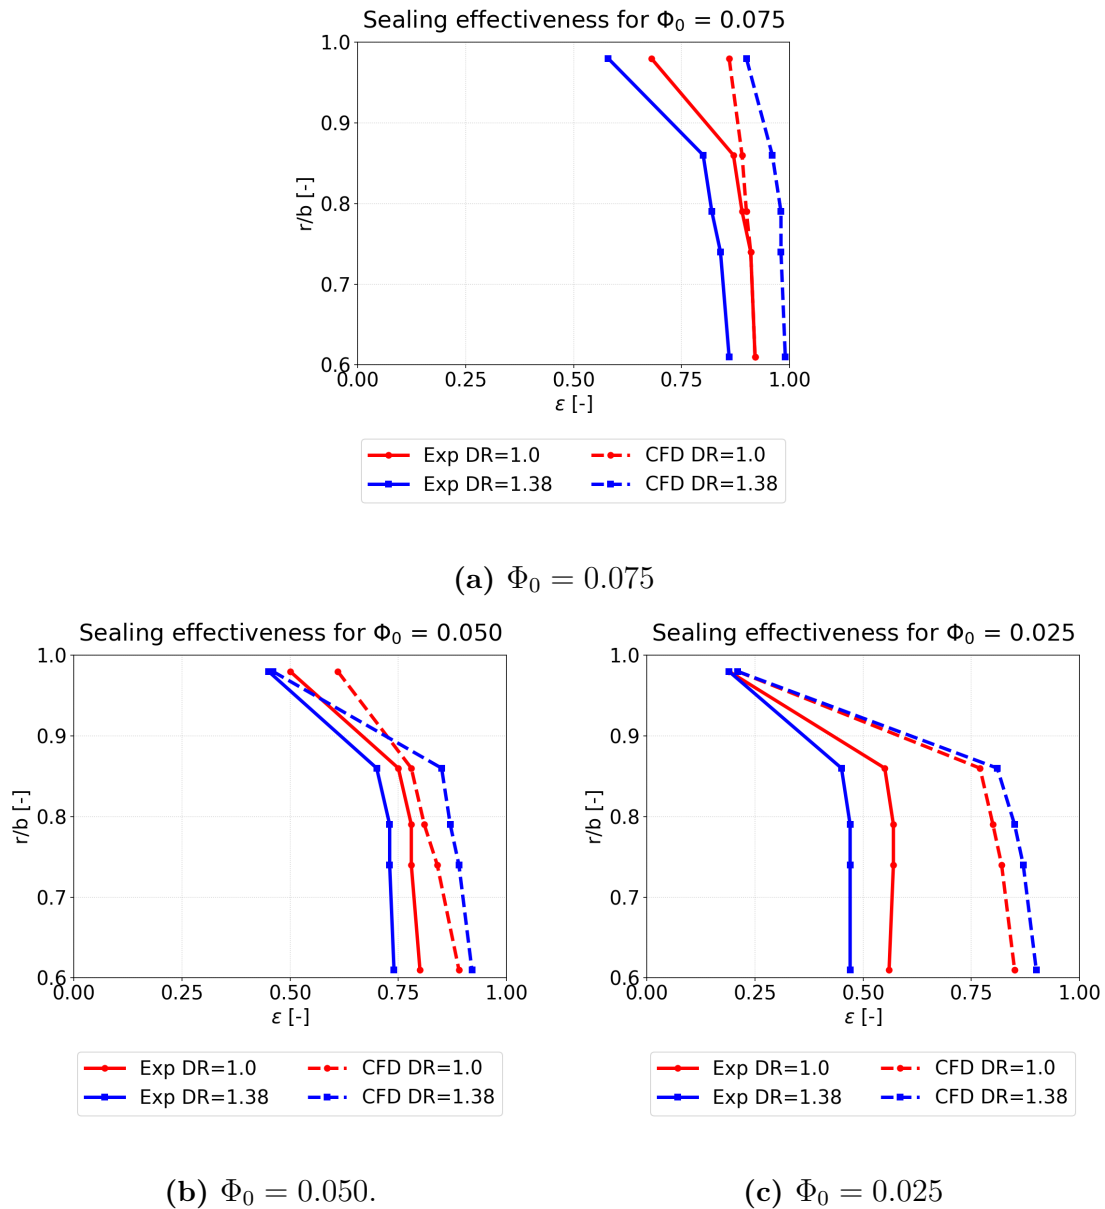 Sealing effectiveness for Φ₀ = 0.075
1.0
0.9
0.8
0.7
0.6
r/b [-]
0.00 0.25 0.50 0.75 1.00
ε [-]
Exp DR=1.0 CFD DR=1.0
Exp DR=1.38 CFD DR=1.38
(a) Φ₀ = 0.075
Sealing effectiveness for Φ₀ = 0.050
1.0
0.9
0.8
0.7
0.6
r/b [-]
0.00 0.25 0.50 0.75 1.00
ε [-]
Exp DR=1.0 CFD DR=1.0
Exp DR=1.38 CFD DR=1.38
(b) Φ₀ = 0.050.
Sealing effectiveness for Φ₀ = 0.025
1.0
0.9
0.8
0.7
0.6
r/b [-]
0.00 0.25 0.50 0.75 1.00
ε [-]
Exp DR=1.0 CFD DR=1.0
Exp DR=1.38 CFD DR=1.38
(c) Φ₀ = 0.025